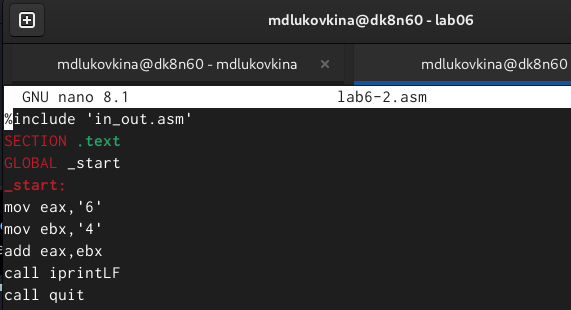 mdlukovkina@dk8n60 - lab06
mdlukovkina@dk8n60 - mdlukovkina × mdlukovkina@dk8n60
GNU nano 8.1 lab6-2.asm
%include 'in_out.asm'
SECTION .text
GLOBAL _start
_start:
mov eax,'6'
mov ebx,'4'
add eax,ebx
call iprintLF
call quit